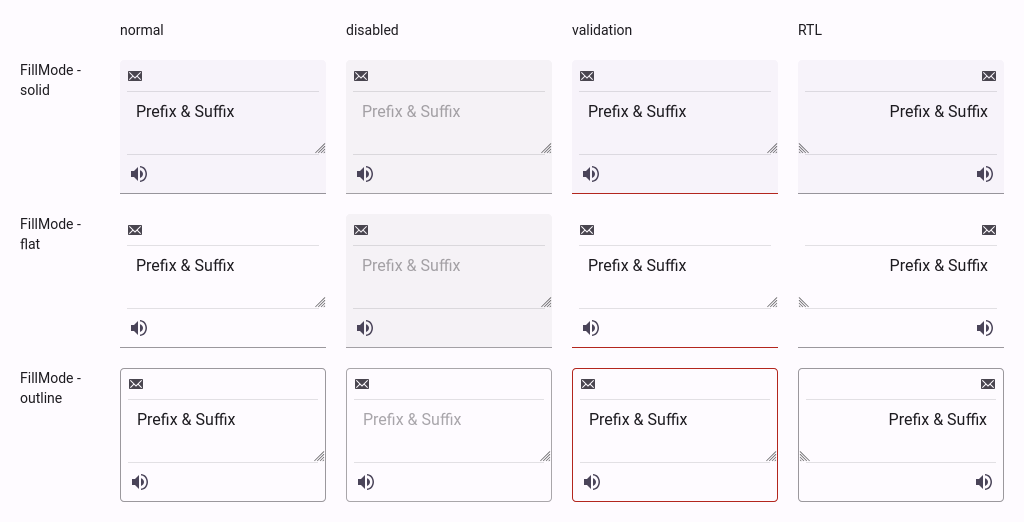 normal disabled validation RTL
FillMode -
solid
Prefix & Suffix Prefix & Suffix Prefix & Suffix Prefix & Suffix
FillMode -
flat
Prefix & Suffix Prefix & Suffix Prefix & Suffix Prefix & Suffix
FillMode -
outline
Prefix & Suffix Prefix & Suffix Prefix & Suffix Prefix & Suffix